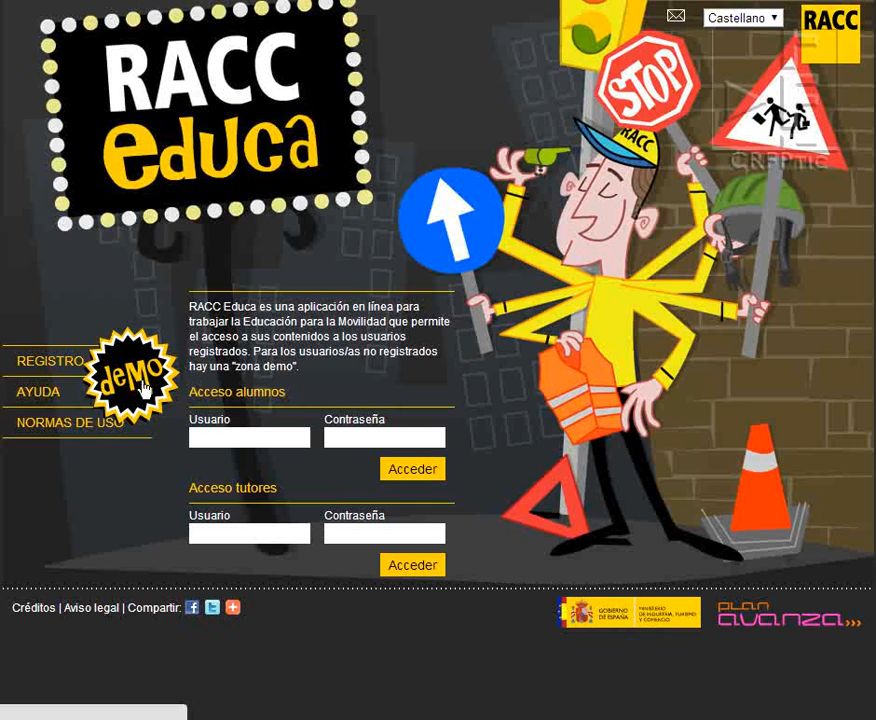 Castellano
RACC
RACC
educa
STOP
RACC
RACC Educa es una aplicación en línea para
trabajar la Educación para la Movilidad que permite
el acceso a sus contenidos a los usuarios
registrados. Para los usuarios/as no registrados
hay una "zona demo".
REGISTRO
deMO
AYUDA
NORMAS DE USO
Acceso alumnos
Usuario Contraseña
Acceder
Acceso tutores
Usuario Contraseña
Acceder
Créditos | Aviso legal | Compartir:
GOBIERNO
DE ESPAÑA
MINISTERIO
DE INDUSTRIA, TURISMO
Y COMERCIO
PLAN
avanza